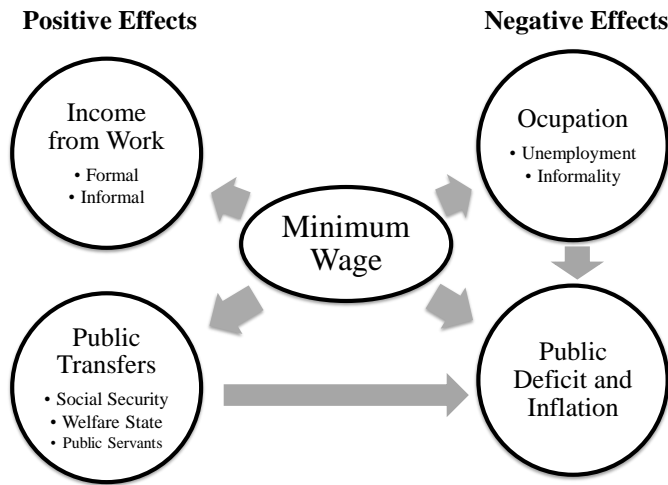 Positive Effects
Negative Effects
Income
from Work
• Formal
• Informal
Ocupation
• Unemployment
• Informality
Minimum
Wage
Public
Transfers
• Social Security
• Welfare State
• Public Servants
Public
Deficit and
Inflation